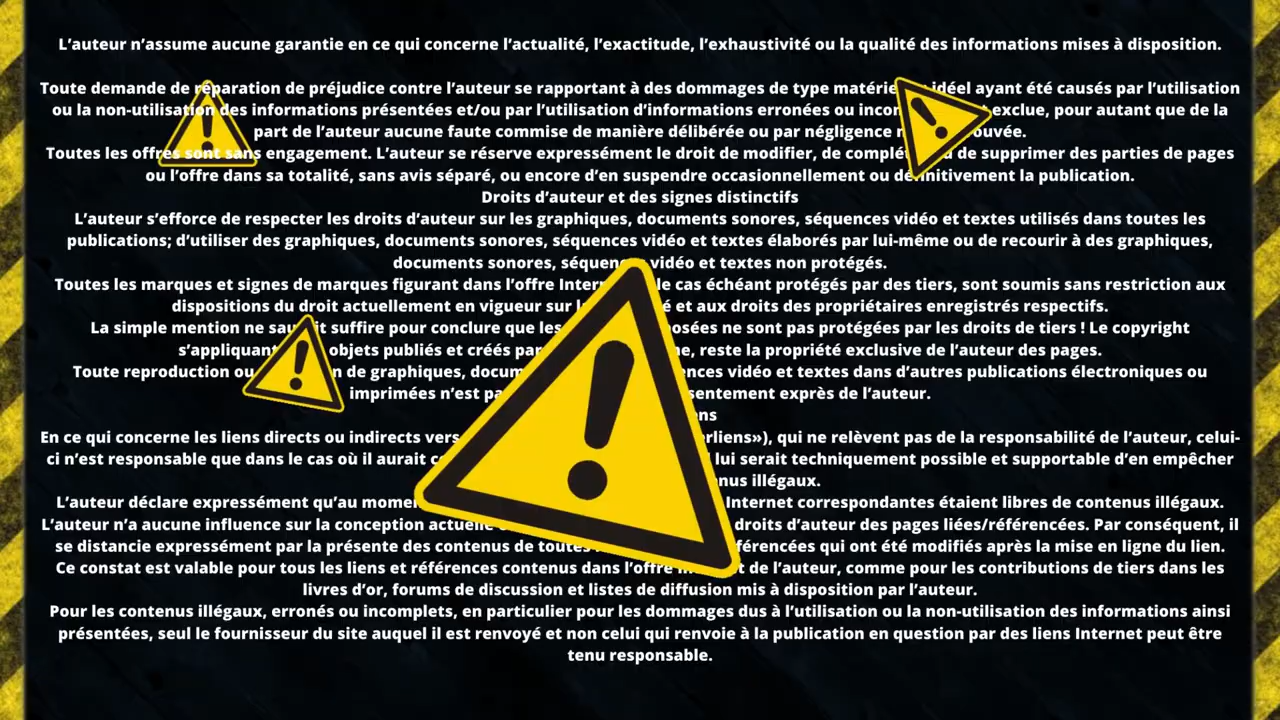 L’auteur n’assume aucune garantie en ce qui concerne l’actualité, l’exactitude, l’exhaustivité ou la qualité des informations mises à disposition.
Toute demande de réparation de préjudice contre l’auteur se rapportant à des dommages de type idéel ayant été causés par l’utilisation
ou la non-utilisation des informations présentées et/ou par l’utilisation d’informations erronées ou exclue, pour autant que de la
part de l’auteur aucune faute commise de manière délibérée ou par négligence
Toutes les offres sont sans engagement. L’auteur se réserve expressément le droit de modifier, de de supprimer des parties de pages
ou l’offre dans sa totalité, sans avis séparé, ou encore d’en suspendre occasionnellement ou définitivement la publication.
Droits d’auteur et des signes distinctifs
L’auteur s’efforce de respecter les droits d’auteur sur les graphiques, documents sonores, séquences vidéo et textes utilisés dans toutes les
publications; d’utiliser des graphiques, documents sonores, séquences vidéo et textes élaborés par lui-même ou de recourir à des graphiques,
documents sonores, séquences vidéo et textes non protégés.
Toutes les marques et signes de marques figurant dans l’offre le cas échéant protégés par des tiers, sont soumis sans restriction aux
dispositions du droit actuellement en vigueur sur et aux droits des propriétaires enregistrés respectifs.
La simple mention ne suffire pour conclure que les ne sont pas protégées par les droits de tiers ! Le copyright
objets publiés et créés reste la propriété exclusive de l’auteur des pages.
Toute reproduction ou de graphiques, vidéo et textes dans d’autres publications électroniques ou
imprimées n’est exprès de l’auteur.
En ce qui concerne les liens directs ou indirects qui ne relèvent pas de la responsabilité de l’auteur, celui-
ci n’est responsable que dans le cas où il aurait lui serait techniquement possible et supportable d’en empêcher
illégaux.
L’auteur déclare expressément qu’au Internet correspondantes étaient libres de contenus illégaux.
L’auteur n’a aucune influence sur la conception actuelle droits d’auteur des pages liées/référencées. Par conséquent, il
se distancie expressément par la présente des contenus de toutes qui ont été modifiés après la mise en ligne du lien.
Ce constat est valable pour tous les liens et références contenus dans l’offre de l’auteur, comme pour les contributions de tiers dans les
livres d’or, forums de discussion et listes de diffusion mis à disposition par l’auteur.
Pour les contenus illégaux, erronés ou incomplets, en particulier pour les dommages dus à l’utilisation ou la non-utilisation des informations ainsi
présentées, seul le fournisseur du site auquel il est renvoyé et non celui qui renvoie à la publication en question par des liens Internet peut être
tenu responsable.